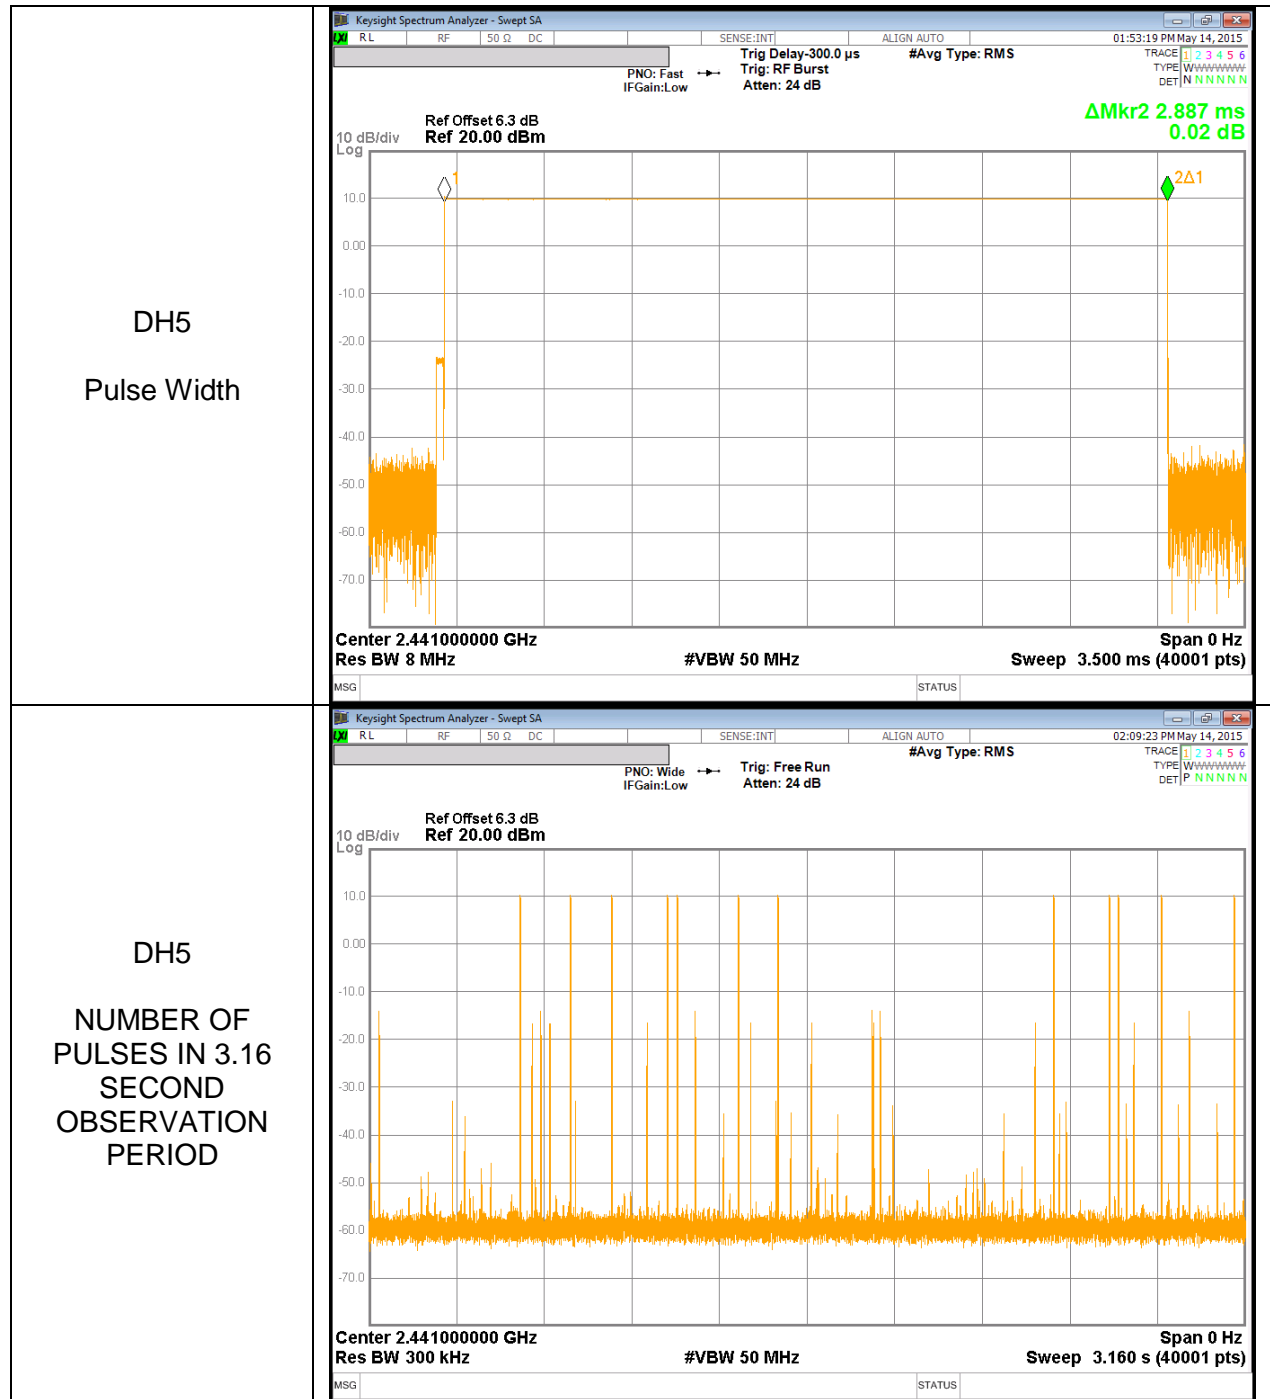 DH5
Pulse Width
Keysight Spectrum Analyzer - Swept SA
LXI RL RF 50 Ω DC SENSE:INT ALIGN AUTO 01:53:19 PM May 14, 2015
Trig Delay-300.0 µs #Avg Type: RMS TRACE 1 2 3 4 5 6
PNO: Fast Trig: RF Burst TYPE WWWWWW
IFGain:Low Atten: 24 dB DET N N N N N N
ΔMkr2 2.887 ms
0.02 dB
Ref Offset 6.3 dB
10 dB/div Ref 20.00 dBm
Log
1
2Δ1
10.0
0.00
-10.0
-20.0
-30.0
-40.0
-50.0
-60.0
-70.0
Center 2.441000000 GHz Span 0 Hz
Res BW 8 MHz #VBW 50 MHz Sweep 3.500 ms (40001 pts)
MSG STATUS
DH5
NUMBER OF
PULSES IN 3.16
SECOND
OBSERVATION
PERIOD
Keysight Spectrum Analyzer - Swept SA
LXI RL RF 50 Ω DC SENSE:INT ALIGN AUTO 02:09:23 PM May 14, 2015
#Avg Type: RMS TRACE 1 2 3 4 5 6
PNO: Wide Trig: Free Run TYPE WWWWWW
IFGain:Low Atten: 24 dB DET P N N N N N
Ref Offset 6.3 dB
10 dB/div Ref 20.00 dBm
Log
10.0
0.00
-10.0
-20.0
-30.0
-40.0
-50.0
-60.0
-70.0
Center 2.441000000 GHz Span 0 Hz
Res BW 300 kHz #VBW 50 MHz Sweep 3.160 s (40001 pts)
MSG STATUS